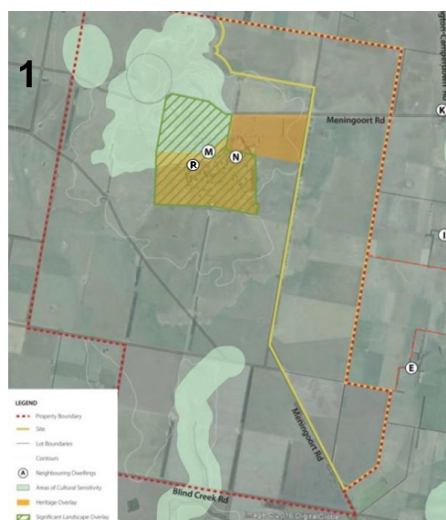 1
Meningoort Rd
K
M
N
R
I
E
Meningoort Rd
Blind Creek Rd
LEGEND
Property Boundary
Site
Lot Boundaries
Contours
A Neighbouring Dwellings
Areas of Cultural Sensitivity
Heritage Overlay
Significant Landscape Overlay